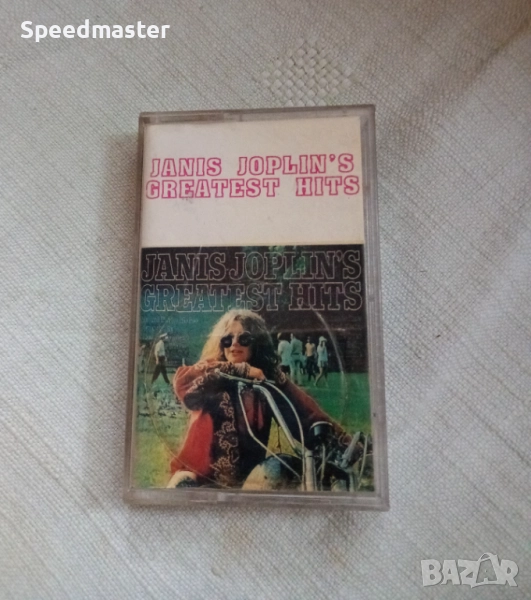 Speedmaster
JANIS JOPLIN'S
GREATEST HITS
JANIS JOPLIN'S
GREATEST HITS
BAZAR